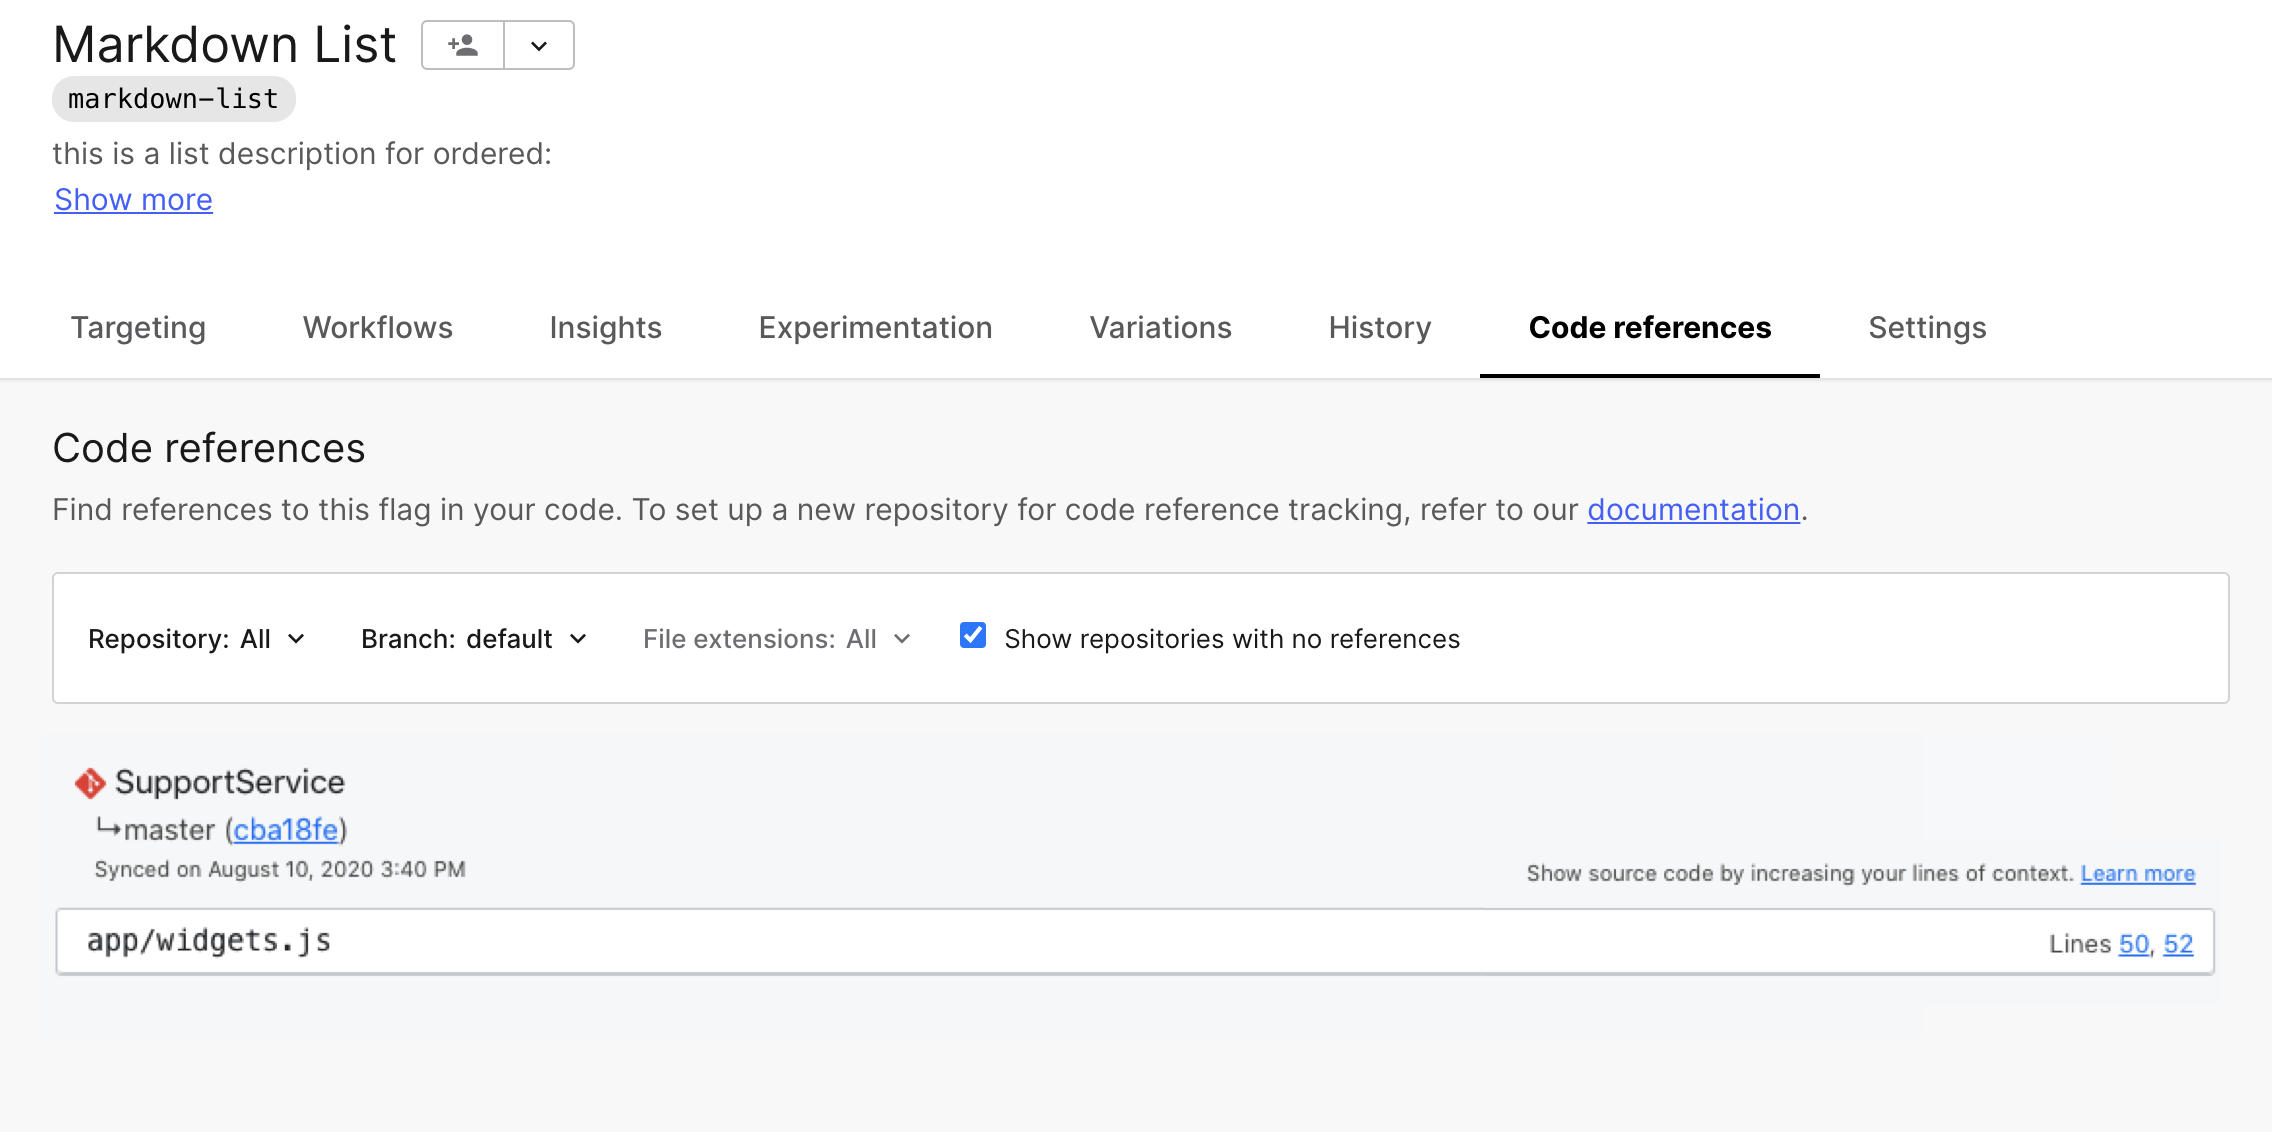 Markdown List
markdown-list
this is a list description for ordered:
Show more
Targeting Workflows Insights Experimentation Variations History Code references Settings
Code references
Find references to this flag in your code. To set up a new repository for code reference tracking, refer to our documentation.
Repository: All Branch: default File extensions: All Show repositories with no references
SupportService
↳master (cba18fe)
Synced on August 10, 2020 3:40 PM
Show source code by increasing your lines of context. Learn more
app/widgets.js Lines 50, 52